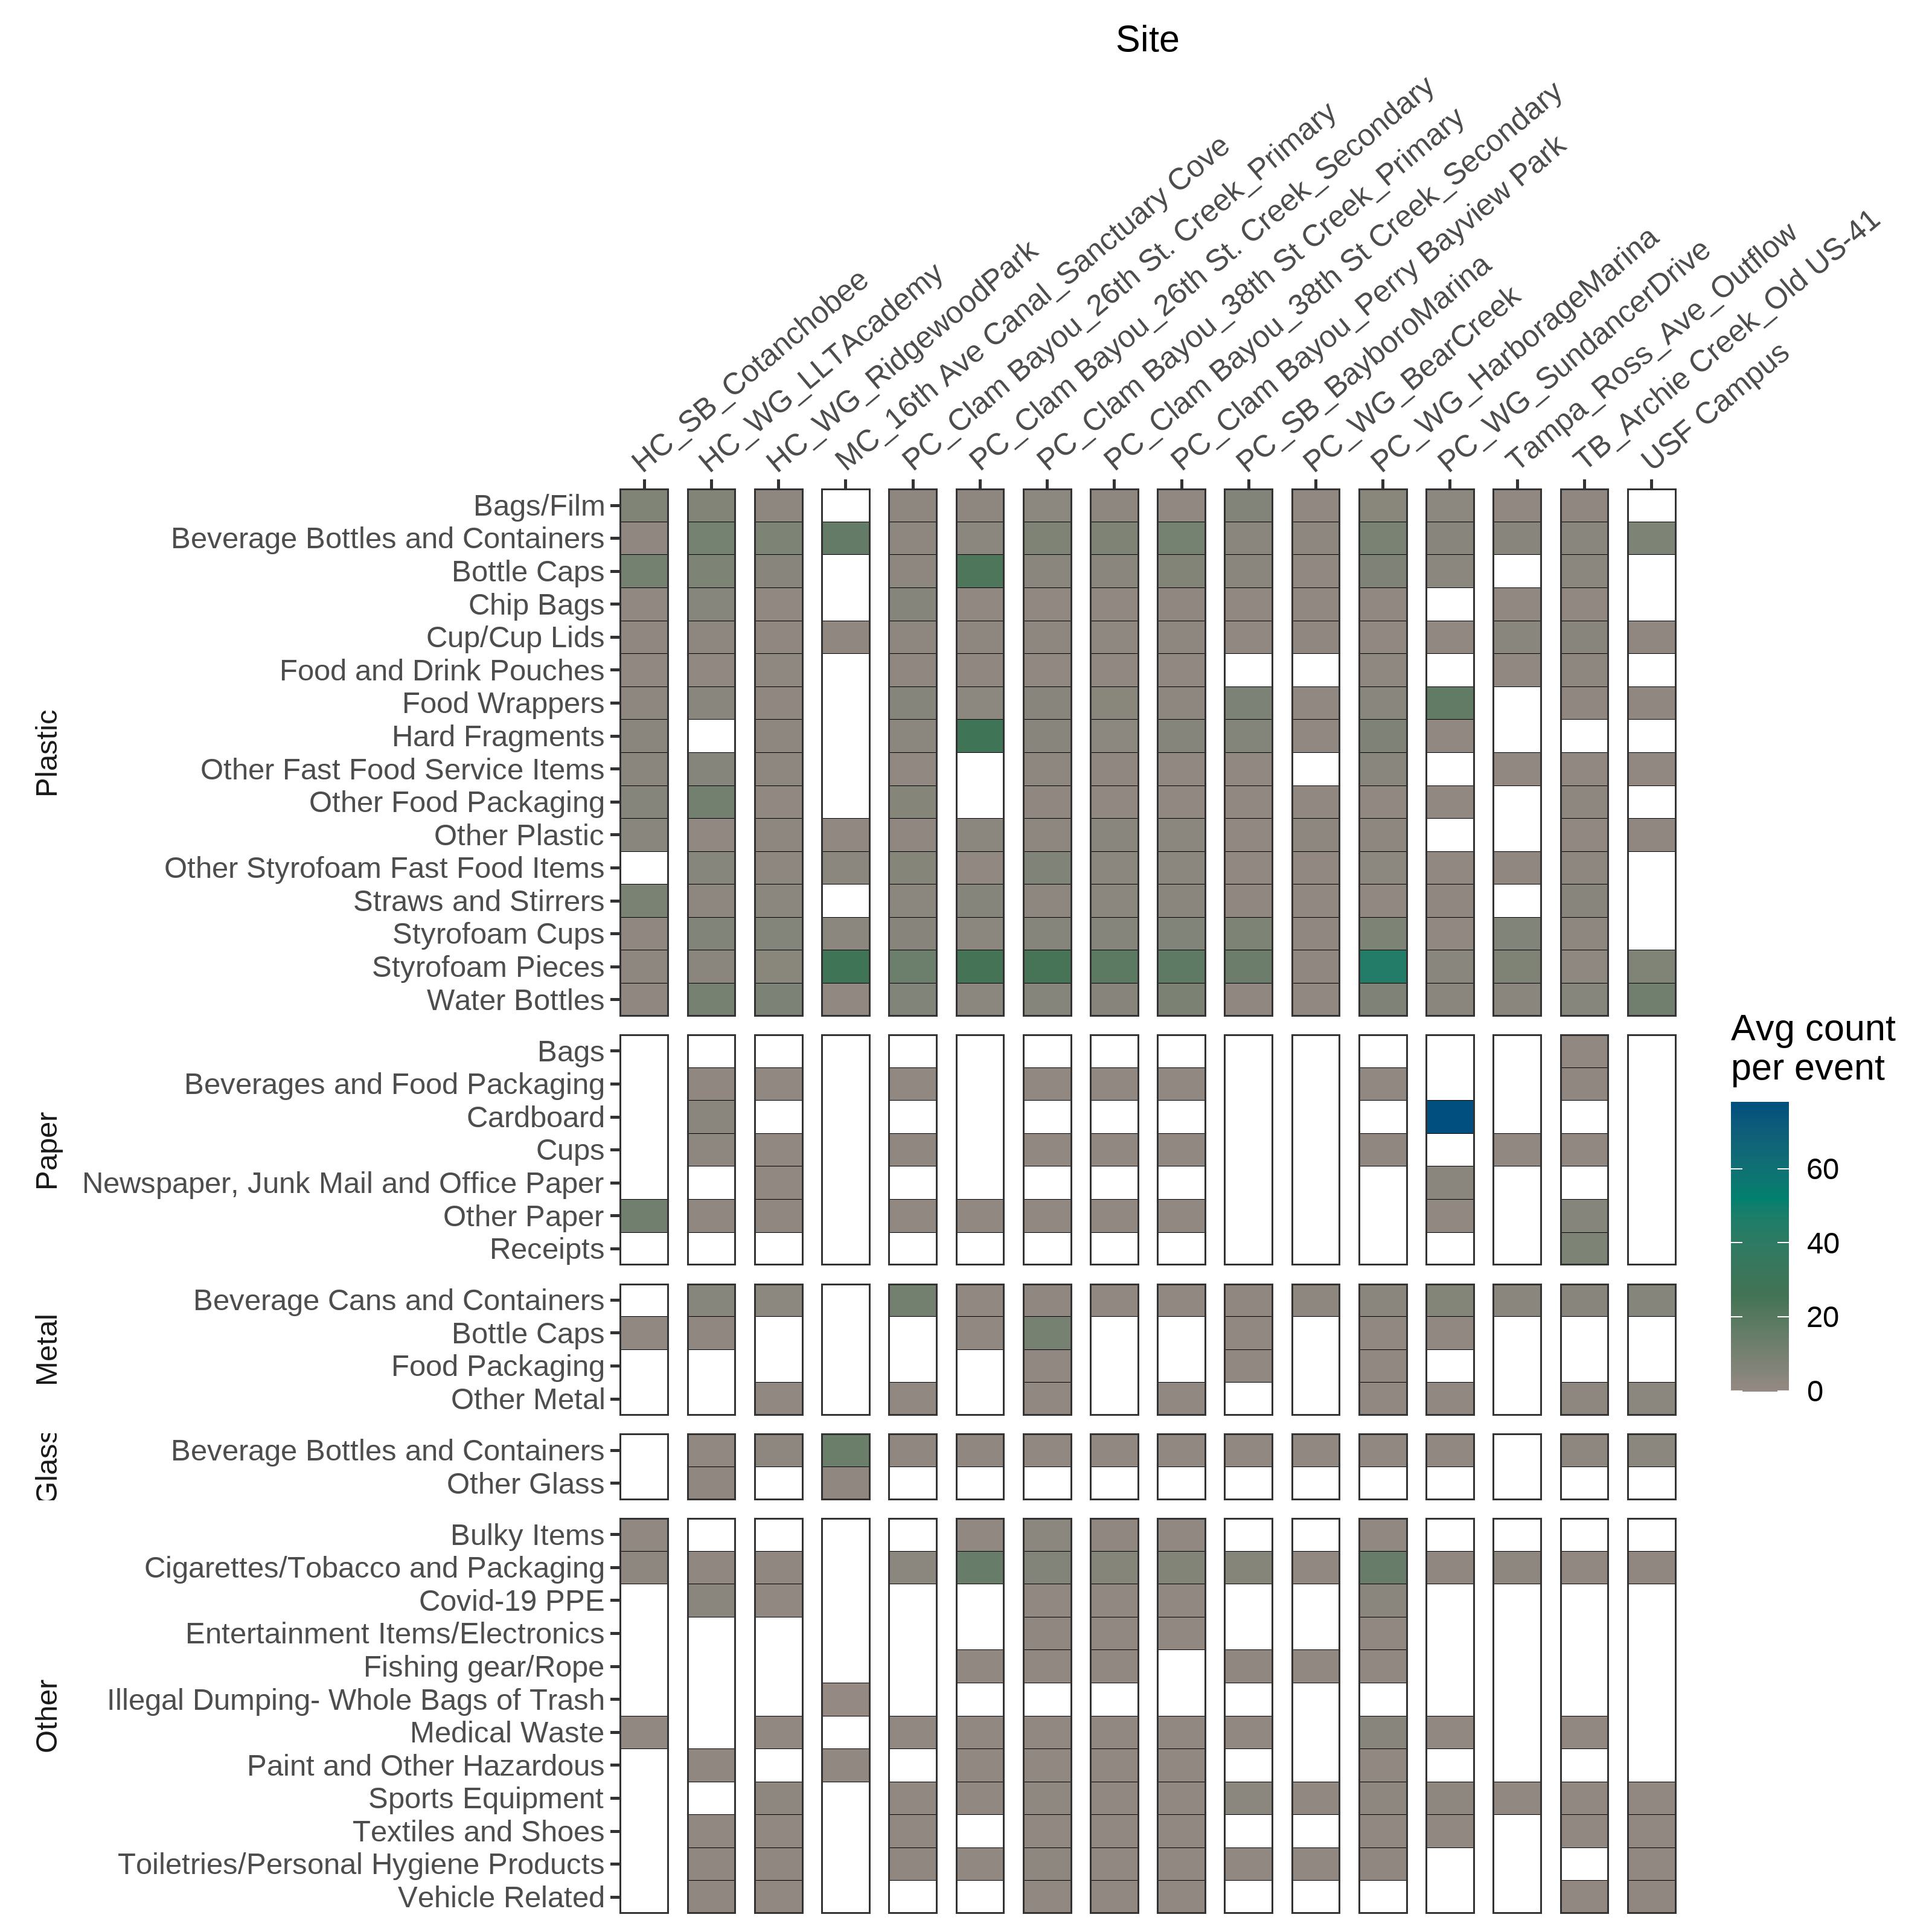 Site
HC_SB_Cotanchobee
HC_WG_LLTAcademy
HC_WG_RidgewoodPark
MC_16th Ave Canal_Sanctuary Cove
PC_Clam Bayou_26th St. Creek_Primary
PC_Clam Bayou_26th St. Creek_Secondary
PC_Clam Bayou_38th St Creek_Primary
PC_Clam Bayou_38th St Creek_Secondary
PC_Clam Bayou_Perry Bayview Park
PC_SB_BayboroMarina
PC_WG_BearCreek
PC_WG_HarborageMarina
PC_WG_SundancerDrive
Tampa_Ross_Ave_Outflow
TB_Archie Creek_Old US-41
USF Campus
Plastic
Bags/Film
Beverage Bottles and Containers
Bottle Caps
Chip Bags
Cup/Cup Lids
Food and Drink Pouches
Food Wrappers
Hard Fragments
Other Fast Food Service Items
Other Food Packaging
Other Plastic
Other Styrofoam Fast Food Items
Straws and Stirrers
Styrofoam Cups
Styrofoam Pieces
Water Bottles
Paper
Bags
Beverages and Food Packaging
Cardboard
Cups
Newspaper, Junk Mail and Office Paper
Other Paper
Receipts
Metal
Beverage Cans and Containers
Bottle Caps
Food Packaging
Other Metal
Glass
Beverage Bottles and Containers
Other Glass
Other
Bulky Items
Cigarettes/Tobacco and Packaging
Covid-19 PPE
Entertainment Items/Electronics
Fishing gear/Rope
Illegal Dumping- Whole Bags of Trash
Medical Waste
Paint and Other Hazardous
Sports Equipment
Textiles and Shoes
Toiletries/Personal Hygiene Products
Vehicle Related
Avg count
per event
60
40
20
0